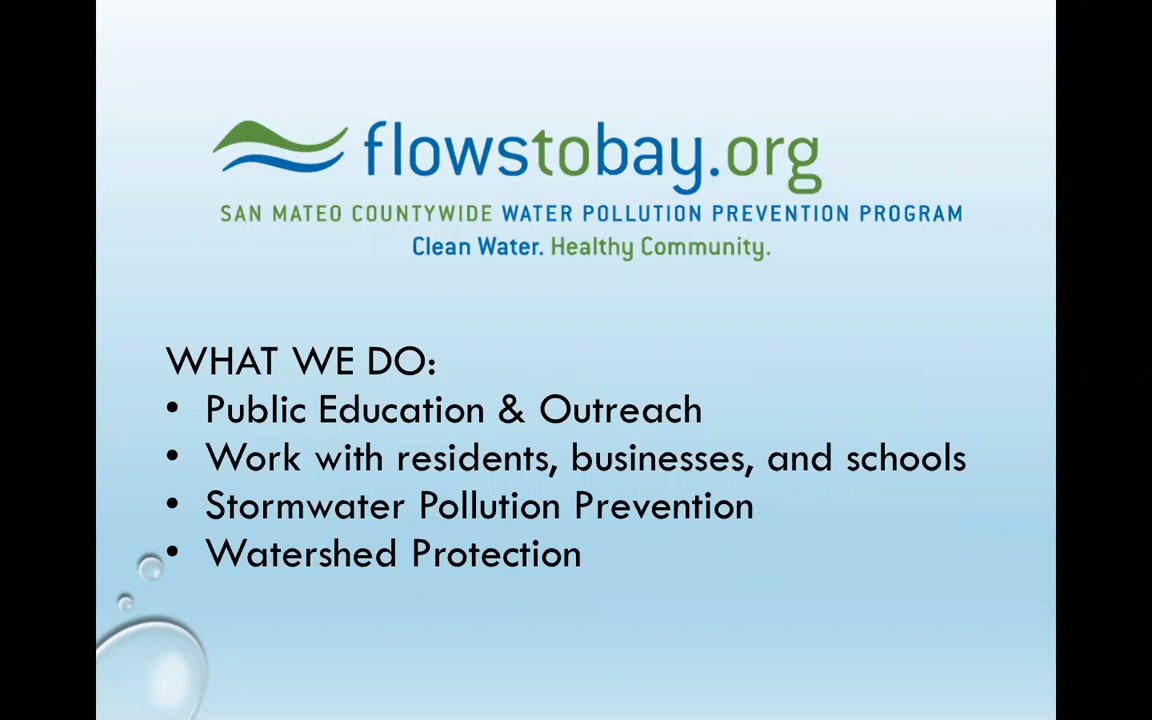 flowstobay.org
SAN MATEO COUNTYWIDE WATER POLLUTION PREVENTION PROGRAM
Clean Water. Healthy Community.
WHAT WE DO:
• Public Education & Outreach
• Work with residents, businesses, and schools
• Stormwater Pollution Prevention
• Watershed Protection